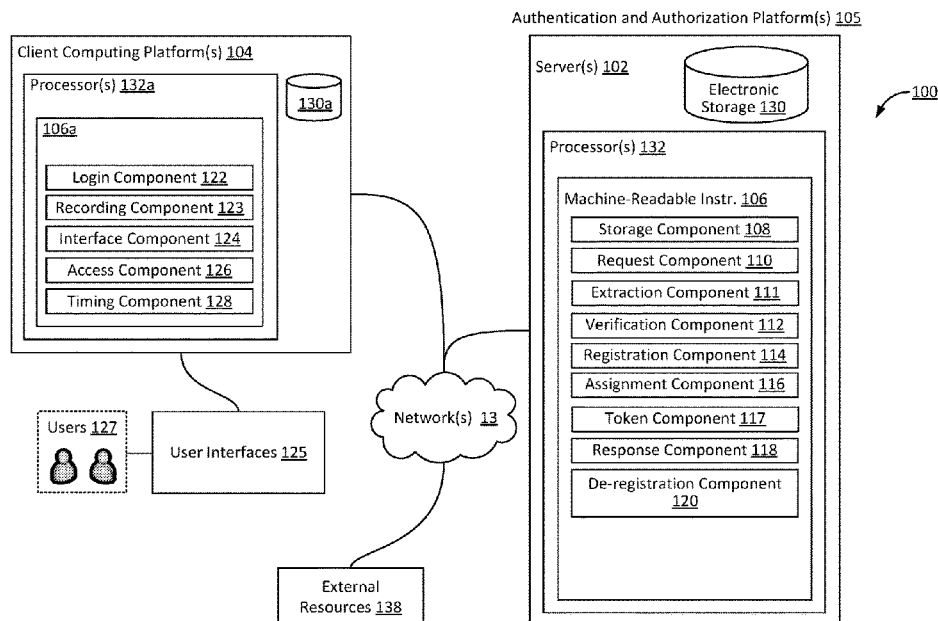 Authentication and Authorization Platform(s) 105
Client Computing Platform(s) 104
Processor(s) 132a
130a
106a
Login Component 122
Recording Component 123
Interface Component 124
Access Component 126
Timing Component 128
Server(s) 102
Electronic
Storage 130
100
Processor(s) 132
Machine-Readable Instr. 106
Storage Component 108
Request Component 110
Extraction Component 111
Verification Component 112
Registration Component 114
Assignment Component 116
Token Component 117
Response Component 118
De-registration Component
120
Network(s) 13
Users 127
User Interfaces 125
External
Resources 138